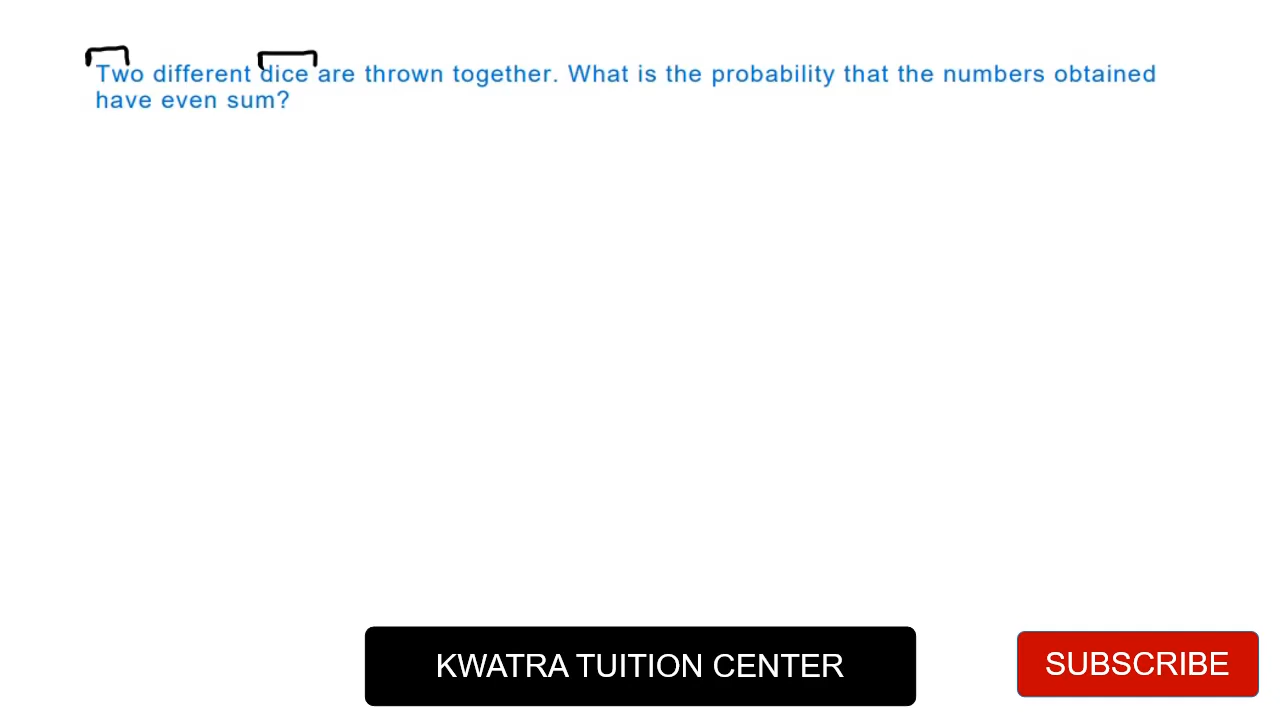 Two different dice are thrown together. What is the probability that the numbers obtained
have even sum?
KWATRA TUITION CENTER
SUBSCRIBE